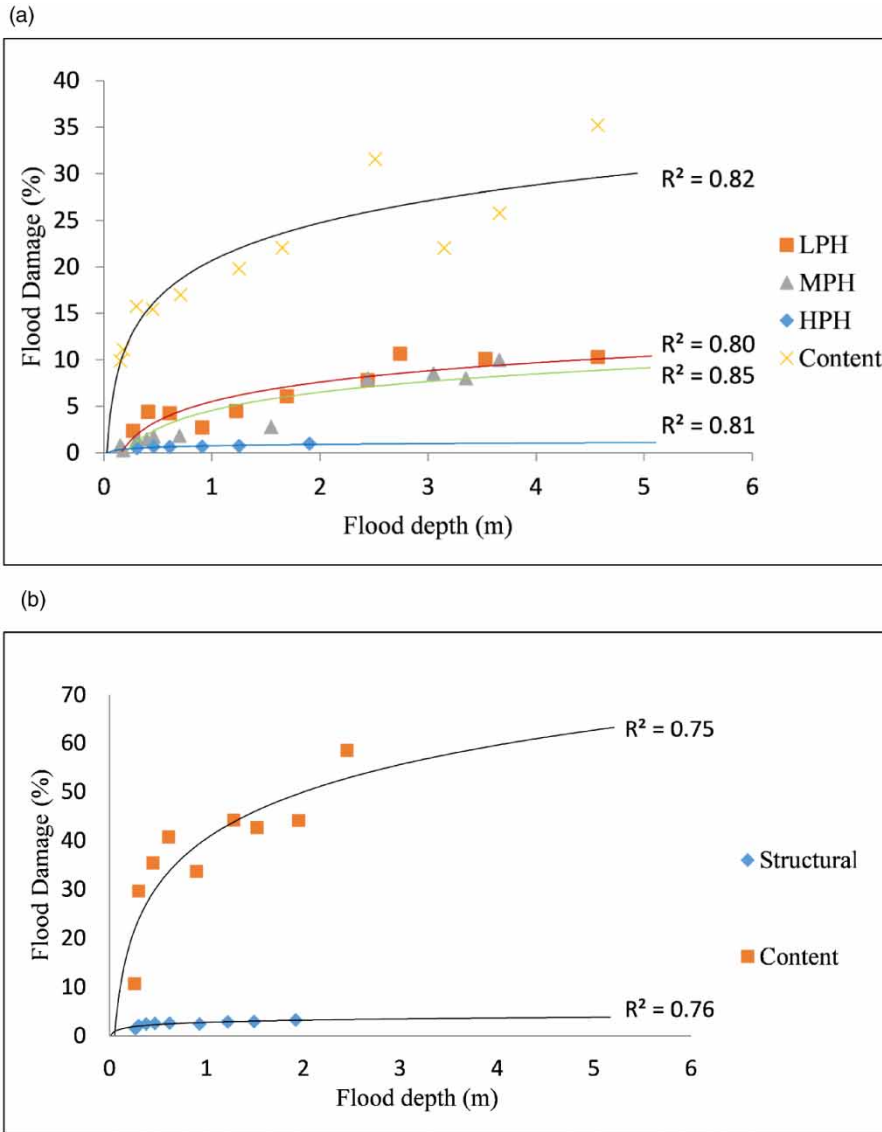 (a)
40
35
30
25
20
15
10
5
0
Flood Damage (%)
R² = 0.82
R² = 0.80
R² = 0.85
R² = 0.81
LPH
MPH
HPH
Content
0 1 2 3 4 5 6
Flood depth (m)
(b)
70
60
50
40
30
20
10
0
Flood Damage (%)
R² = 0.75
R² = 0.76
Structural
Content
0 1 2 3 4 5 6
Flood depth (m)